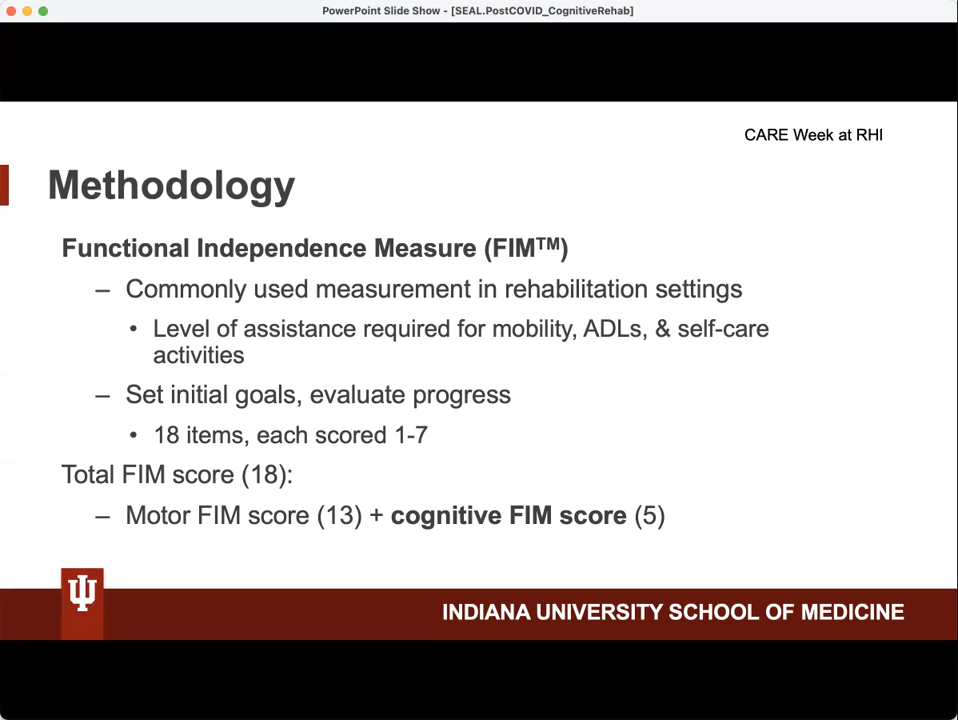 PowerPoint Slide Show - [SEAL.PostCOVID_CognitiveRehab]
CARE Week at RHI
Methodology
Functional Independence Measure (FIM™)
– Commonly used measurement in rehabilitation settings
• Level of assistance required for mobility, ADLs, & self-care
activities
– Set initial goals, evaluate progress
• 18 items, each scored 1-7
Total FIM score (18):
– Motor FIM score (13) + cognitive FIM score (5)
INDIANA UNIVERSITY SCHOOL OF MEDICINE